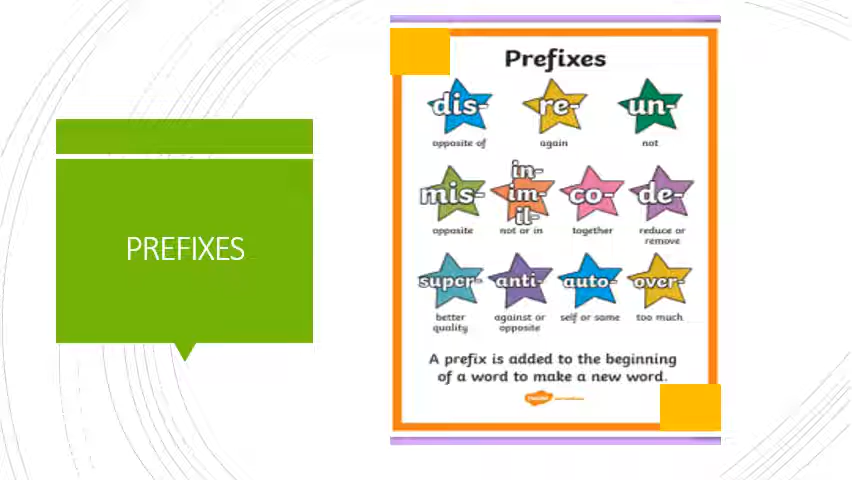 PREFIXES
Prefixes
dis- re- un-
opposite of again not
mis- in- im- il- co- de-
opposite not or in together reduce or remove
super- anti- auto- over-
better quality against or opposite self or same too much
A prefix is added to the beginning
of a word to make a new word.